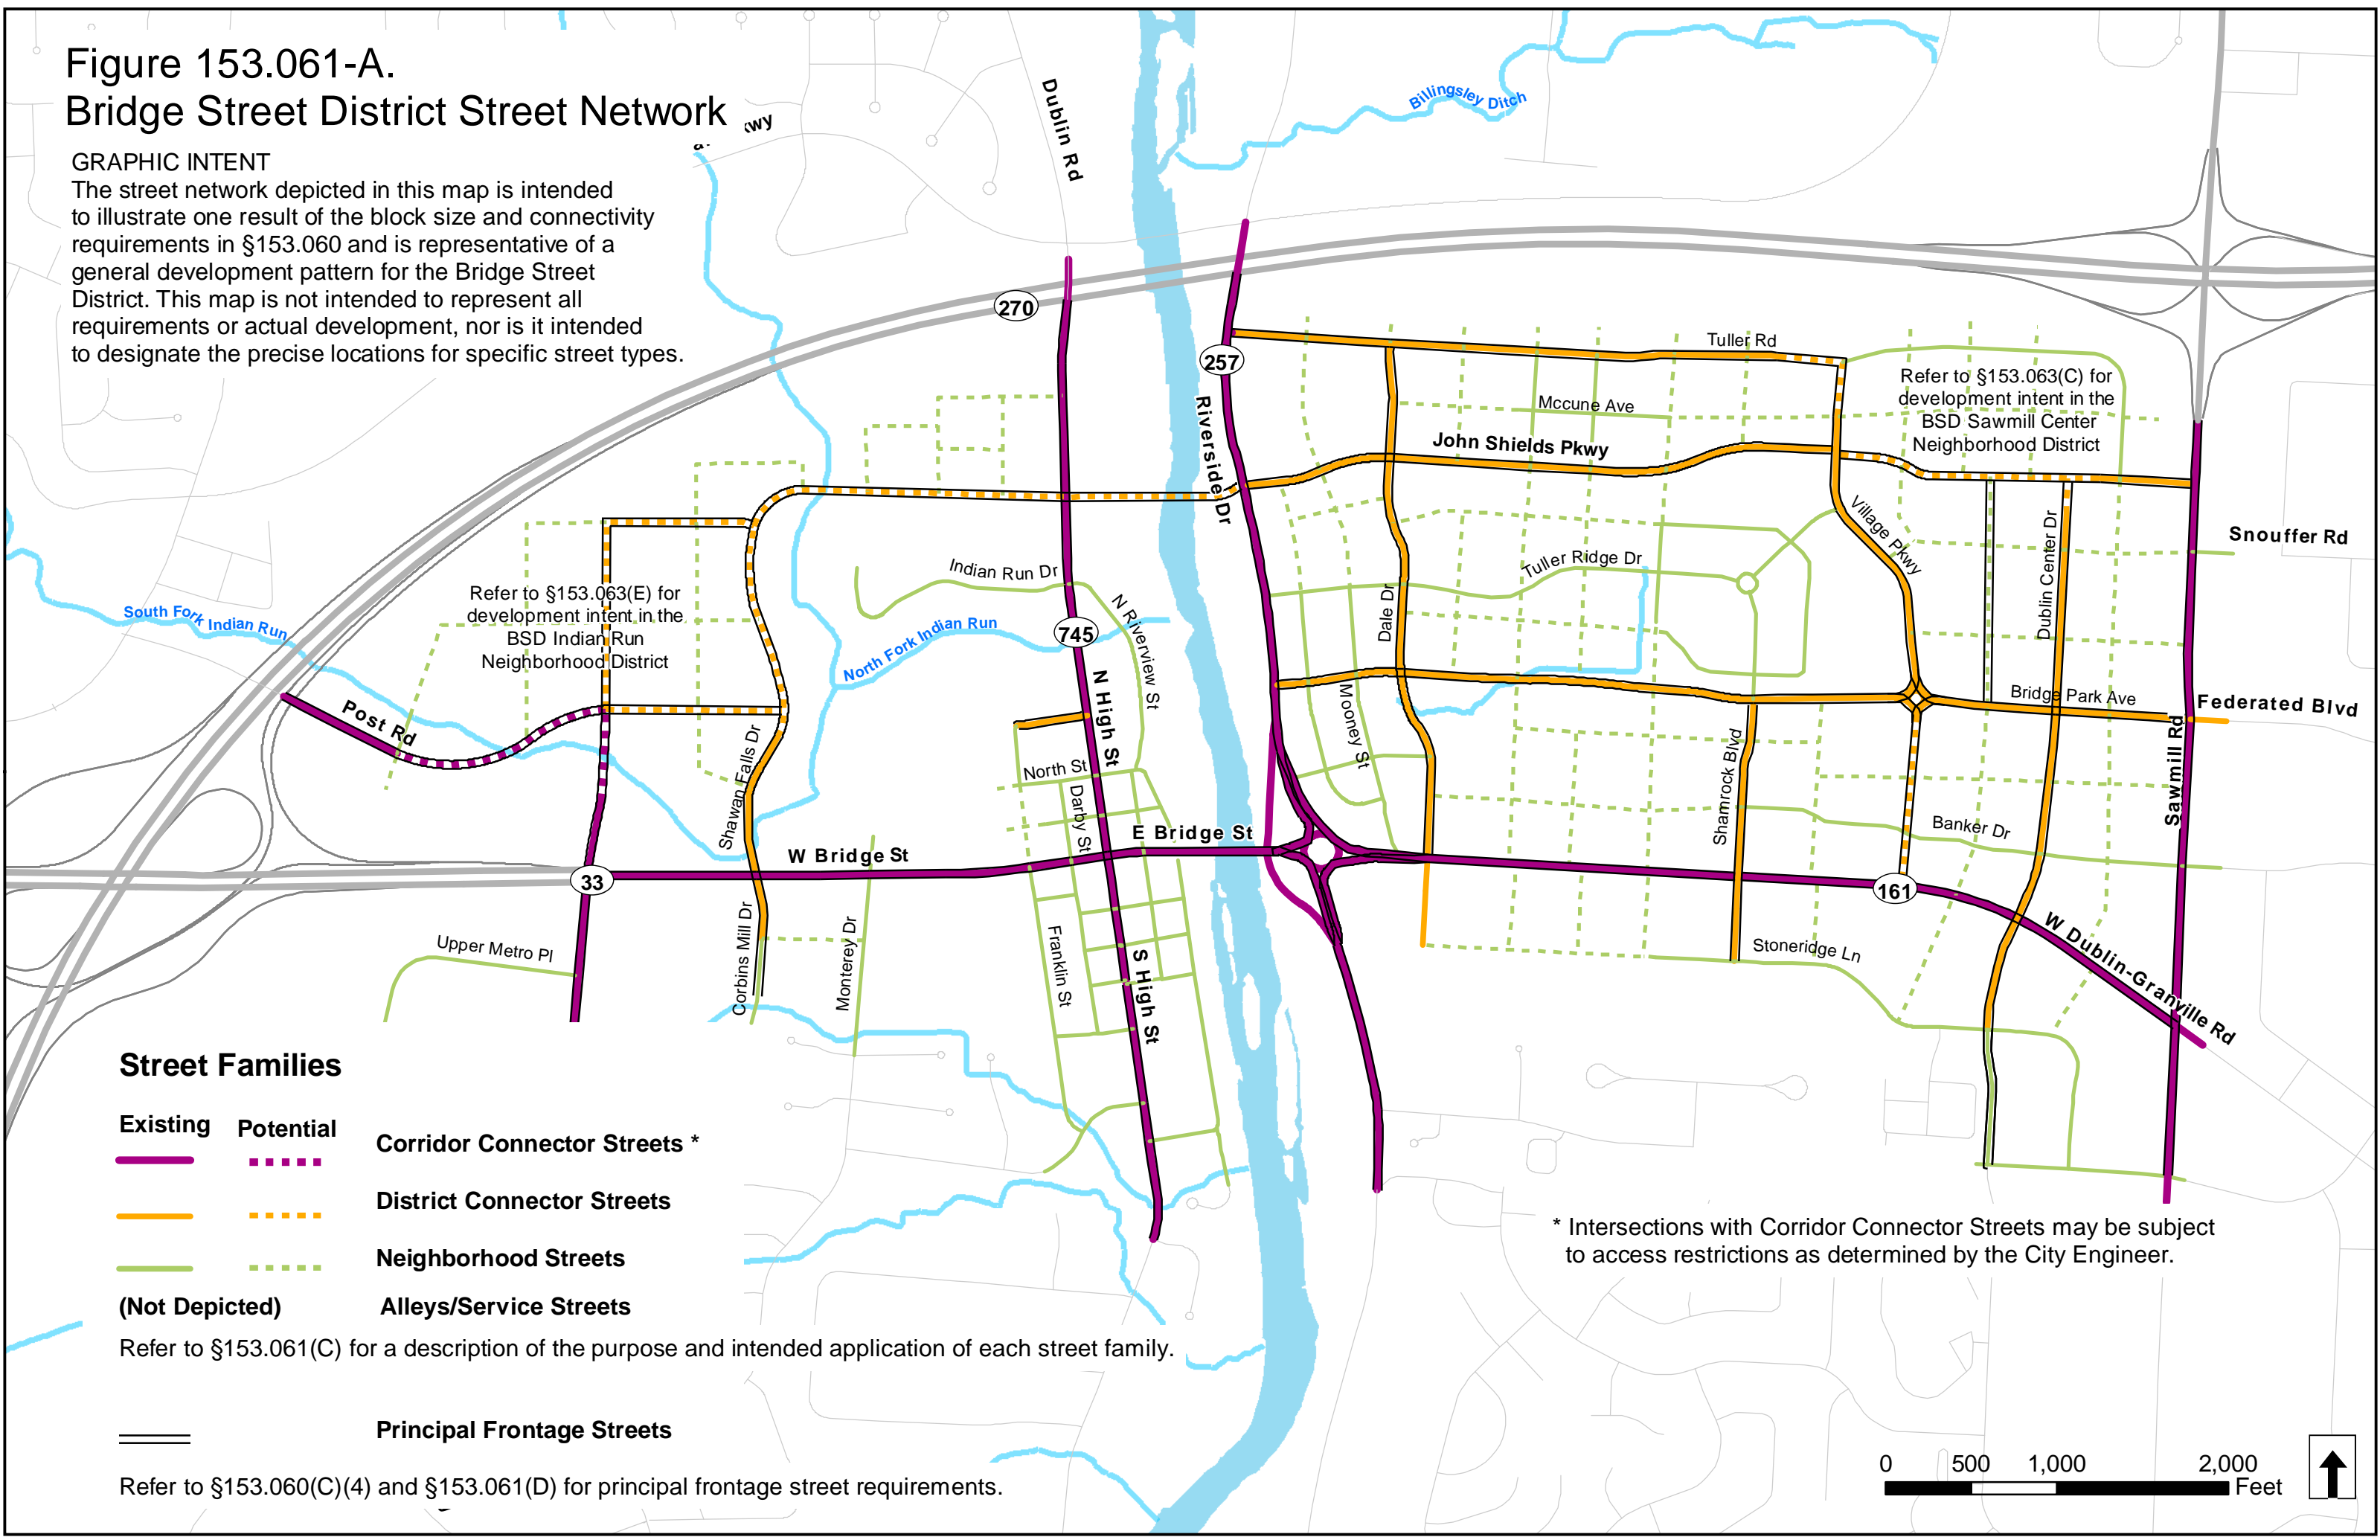 Figure 153.061-A.
Bridge Street District Street Network
GRAPHIC INTENT
The street network depicted in this map is intended
to illustrate one result of the block size and connectivity
requirements in §153.060 and is representative of a
general development pattern for the Bridge Street
District. This map is not intended to represent all
requirements or actual development, nor is it intended
to designate the precise locations for specific street types.
Dublin Rd
Billingsley Ditch
270
257
Tuller Rd
Refer to §153.063(C) for
development intent in the
BSD Sawmill Center
Neighborhood District
Mccune Ave
John Shields Pkwy
Riverside Dr
Village Pkwy
Dublin Center Dr
Snouffer Rd
Indian Run Dr
Tuller Ridge Dr
Refer to §153.063(E) for
development intent in the
BSD Indian Run
Neighborhood District
South Fork Indian Run
North Fork Indian Run
745
N Riverview St
Dale Dr
Post Rd
N High St
Mooney St
Bridge Park Ave
Federated Blvd
Shawan Falls Dr
North St
Darby St
Shamrock Blvd
Sawmill Rd
Banker Dr
E Bridge St
W Bridge St
33
161
Upper Metro Pl
Corbins Mill Dr
Monterey Dr
Franklin St
S High St
Stoneridge Ln
W Dublin-Granville Rd
Street Families
Existing Potential
Corridor Connector Streets *
District Connector Streets
Neighborhood Streets
(Not Depicted) Alleys/Service Streets
Refer to §153.061(C) for a description of the purpose and intended application of each street family.
Principal Frontage Streets
Refer to §153.060(C)(4) and §153.061(D) for principal frontage street requirements.
* Intersections with Corridor Connector Streets may be subject
to access restrictions as determined by the City Engineer.
0 500 1,000 2,000
Feet